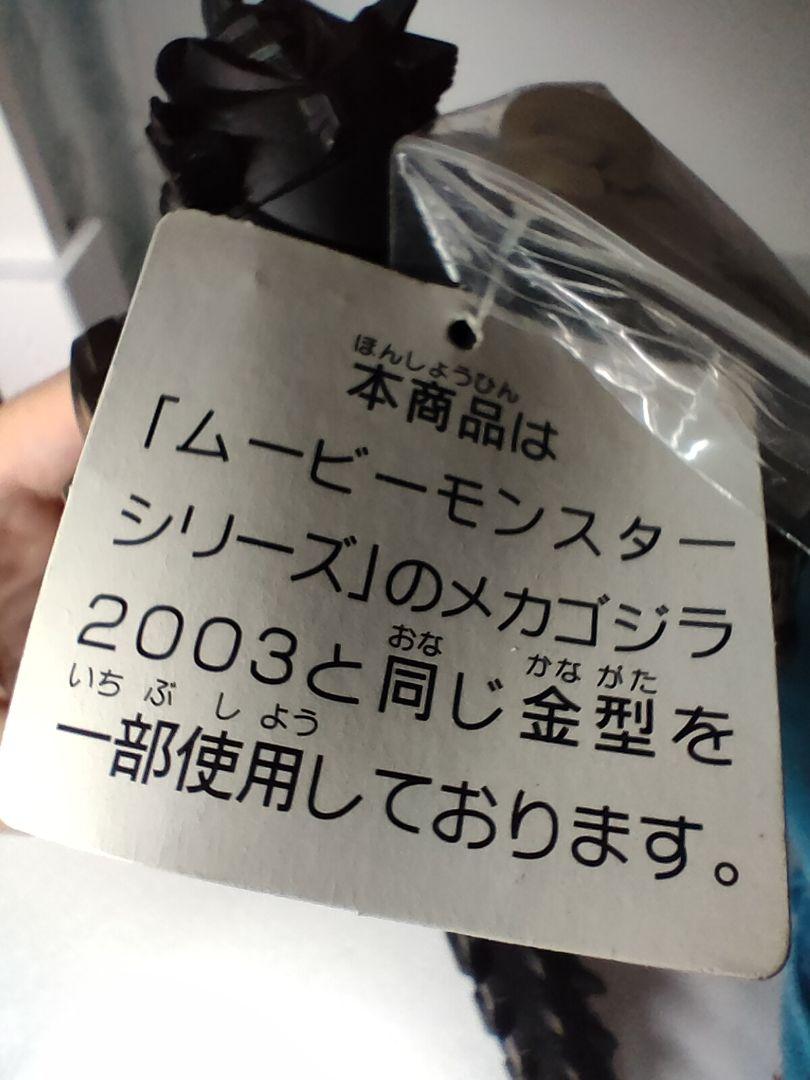 ほんしょうひん
本商品は
「ムービーモンスター
シリーズ」のメカゴジラ
おな かな がた
2003と同じ金型を
いち ぶ し よう
一部使用しております。